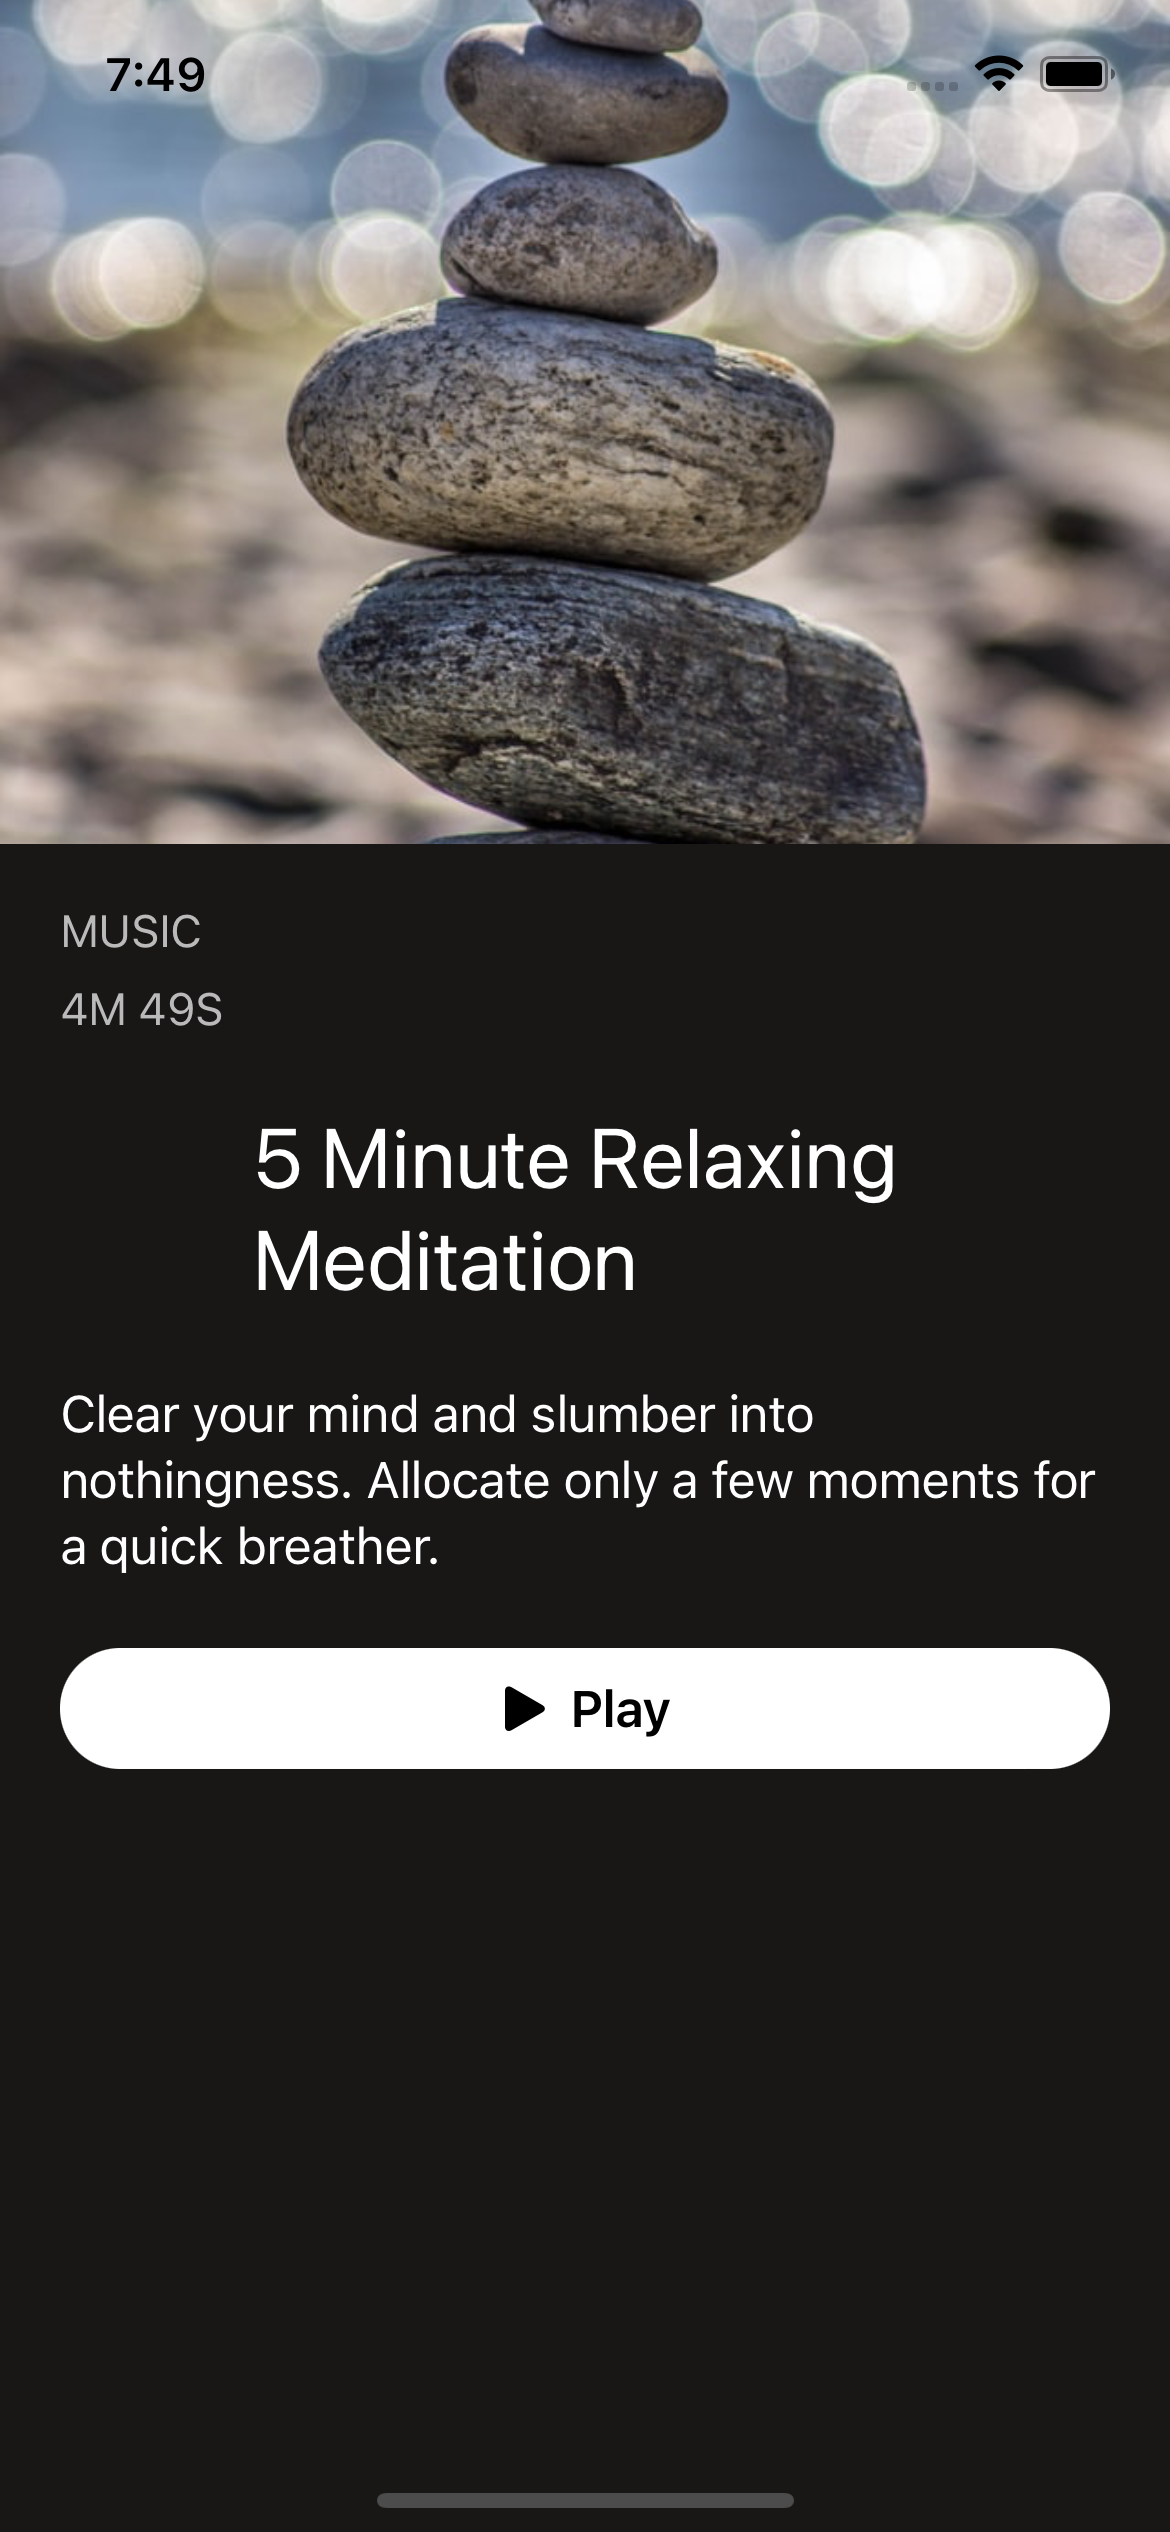 7:49
MUSIC
4M 49S
5 Minute Relaxing
Meditation
Clear your mind and slumber into
nothingness. Allocate only a few moments for
a quick breather.
Play